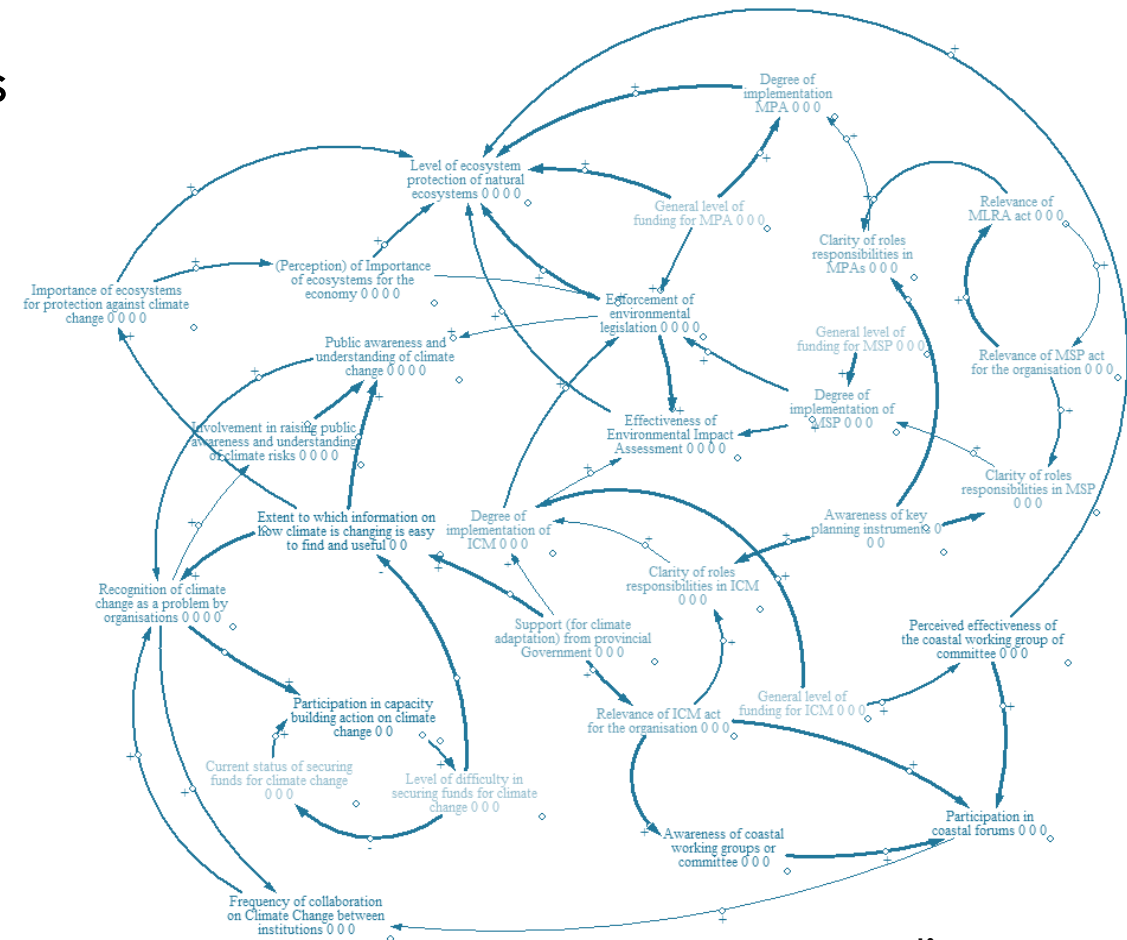 s
Degree of
implementation
MPA 0 0 0
Level of ecosystem
protection of natural
ecosystems 0 0 0 0
General level of
funding for MPA 0 0 0
Relevance of
MLRA act 0 0 0
Clarity of roles
responsibilities in
MPAs 0 0 0
(Perception) of Importance
of ecosystems for the
economy 0 0 0 0
Importance of ecosystems
for protection against climate
change 0 0 0 0
Enforcement of
environmental
legislation 0 0 0 0
General level of
funding for MSP 0 0 0
Public awareness and
understanding of climate
change 0 0 0 0
Relevance of MSP act
for the organisation 0 0 0
Degree of
implementation of
MSP 0 0 0
Involvement in raising public
awareness and understanding
of climate risks 0 0 0 0
Effectiveness of
Environmental Impact
Assessment 0 0 0 0
Clarity of roles
responsibilities in MSP
0 0 0
Extent to which information on
how climate is changing is easy
to find and useful 0 0
Degree of
implementation of
ICM 0 0 0
Awareness of key
planning instruments 0
0 0
Clarity of roles
responsibilities in ICM
0 0 0
Recognition of climate
change as a problem by
organisations 0 0 0 0
Support (for climate
adaptation) from provincial
Government 0 0 0
Perceived effectiveness of
the coastal working group of
committee 0 0 0
Participation in capacity
building action on climate
change 0 0
Relevance of ICM act
for the organisation 0 0 0
General level of
funding for ICM 0 0 0
Current status of securing
funds for climate change
0 0 0
Level of difficulty in
securing funds for climate
change 0 0 0
Participation in
coastal forums 0 0 0
Awareness of coastal
working groups or
committee 0 0 0
Frequency of collaboration
on Climate Change between
institutions 0 0 0